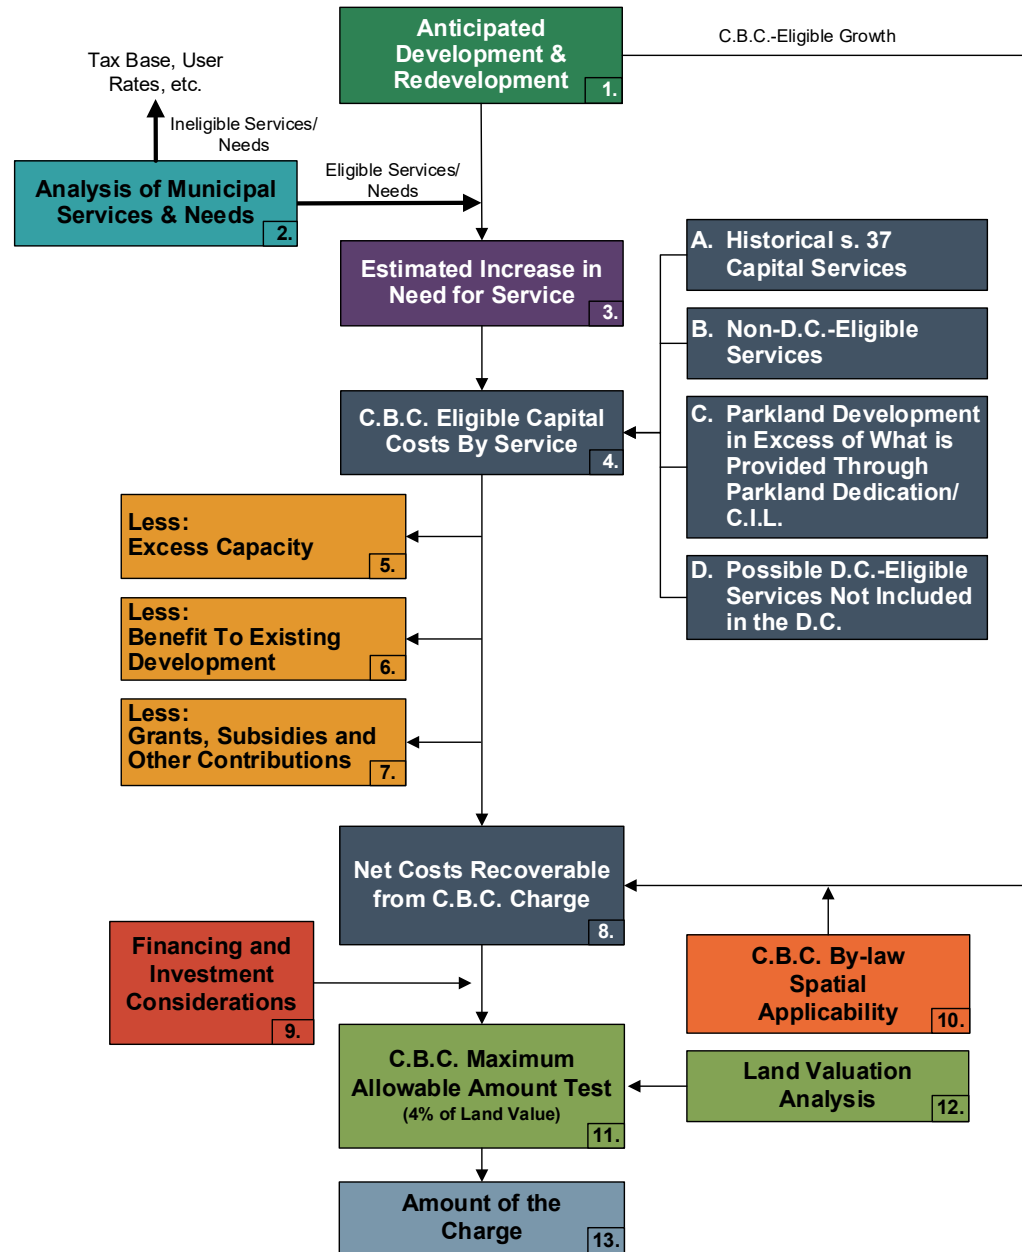 Anticipated
Development &
Redevelopment
1.
C.B.C.-Eligible Growth
Tax Base, User
Rates, etc.
Ineligible Services/
Needs
Analysis of Municipal
Services & Needs
2.
Eligible Services/
Needs
Estimated Increase in
Need for Service
3.
A. Historical s. 37
Capital Services
B. Non-D.C.-Eligible
Services
C. Parkland Development
in Excess of What is
Provided Through
Parkland Dedication/
C.I.L.
D. Possible D.C.-Eligible
Services Not Included
in the D.C.
C.B.C. Eligible Capital
Costs By Service
4.
Less:
Excess Capacity
5.
Less:
Benefit To Existing
Development
6.
Less:
Grants, Subsidies and
Other Contributions
7.
Net Costs Recoverable
from C.B.C. Charge
8.
Financing and
Investment
Considerations
9.
C.B.C. By-law
Spatial
Applicability
10.
C.B.C. Maximum
Allowable Amount Test
(4% of Land Value)
11.
Land Valuation
Analysis
12.
Amount of the
Charge
13.